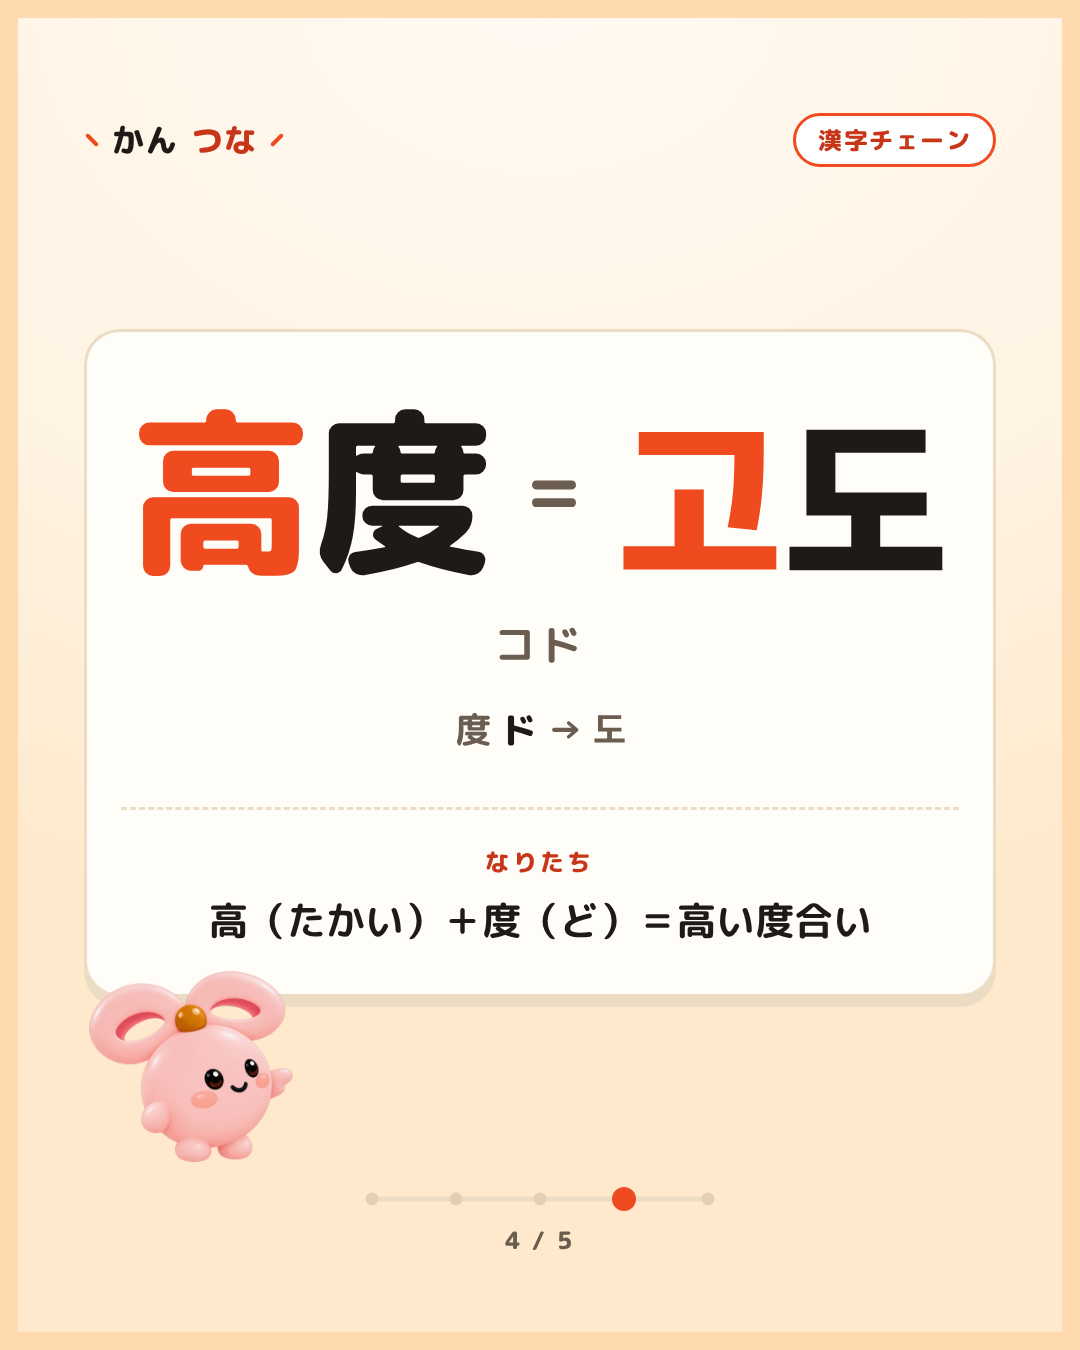 かん つな
漢字チェーン
高度 = 고도
コド
度 ド → 도
なりたち
高（たかい）＋度（ど）＝高い度合い
4 / 5